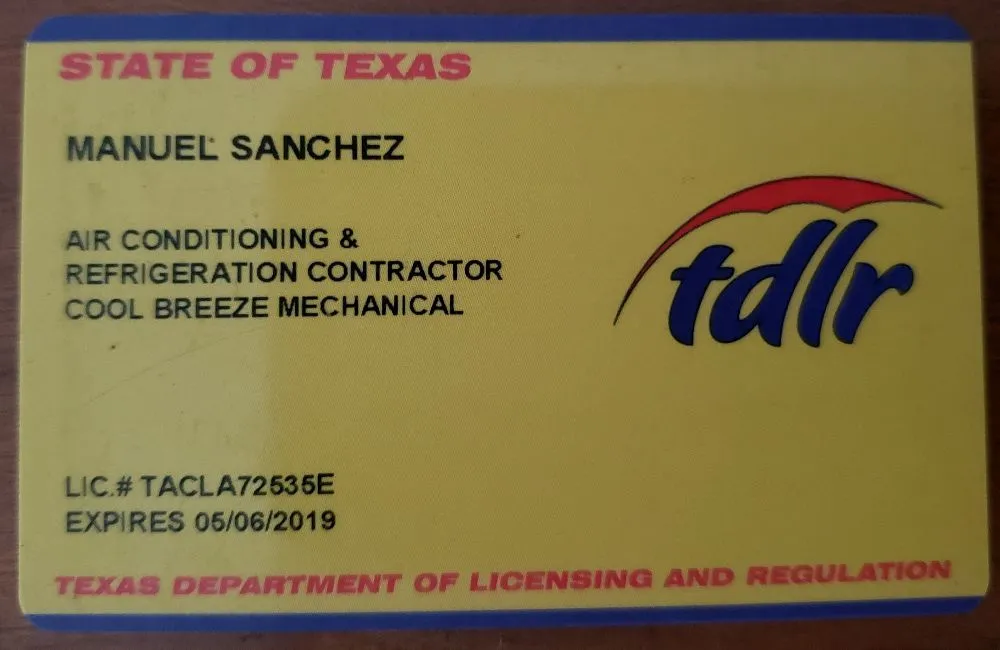 STATE OF TEXAS
MANUEL SANCHEZ
AIR CONDITIONING &
REFRIGERATION CONTRACTOR
COOL BREEZE MECHANICAL
tdlr
LIC.# TACLA72535E
EXPIRES 05/06/2019
TEXAS DEPARTMENT OF LICENSING AND REGULATION